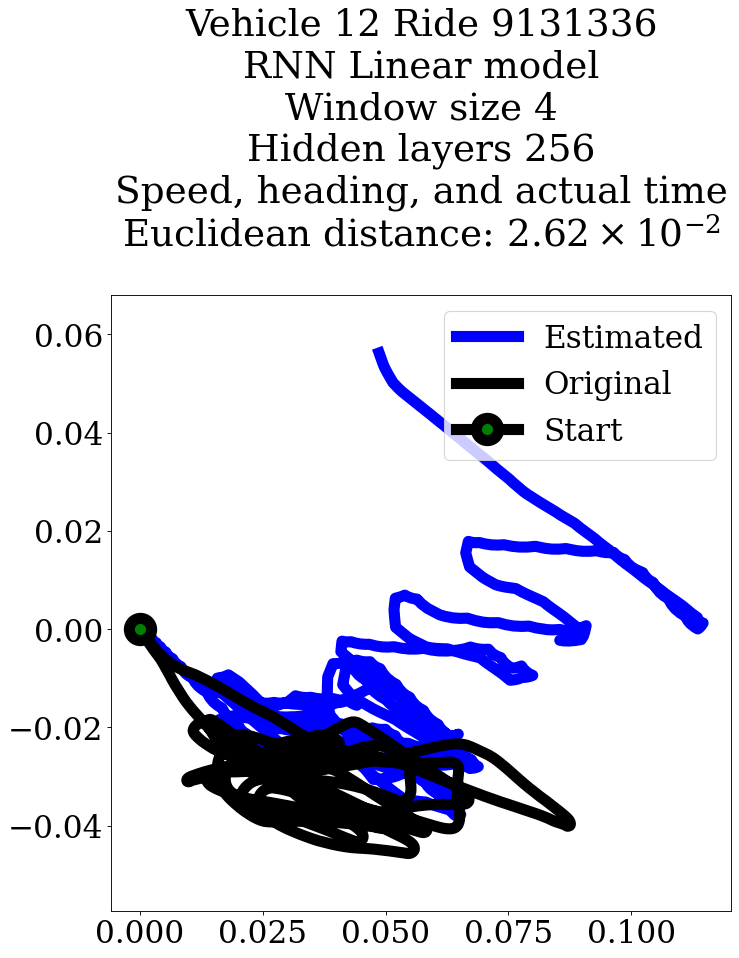 Vehicle 12 Ride 9131336
RNN Linear model
Window size 4
Hidden layers 256
Speed, heading, and actual time
Euclidean distance: 2.62 × 10⁻²
Estimated
Original
Start
0.06
0.04
0.02
0.00
−0.02
−0.04
0.000 0.025 0.050 0.075 0.100